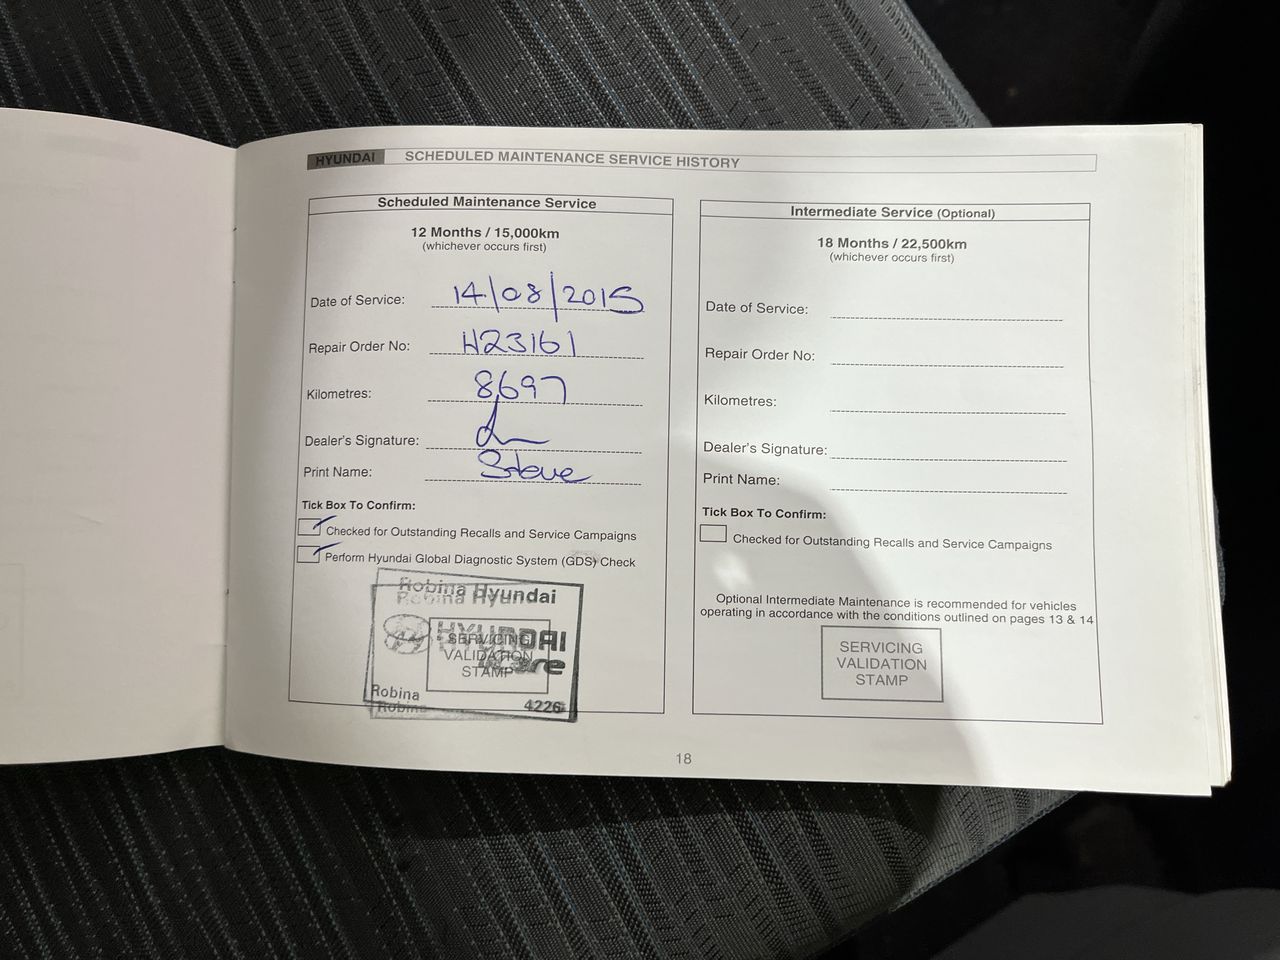 HYUNDAI SCHEDULED MAINTENANCE SERVICE HISTORY
Scheduled Maintenance Service
12 Months / 15,000km
(whichever occurs first)
Date of Service: 14/08/2015
Repair Order No: H23161
Kilometres: 8697
Dealer's Signature:
Print Name: Steve
Tick Box To Confirm:
Checked for Outstanding Recalls and Service Campaigns
Perform Hyundai Global Diagnostic System (GDS) Check
Robina Hyundai
HYUNDAI
SERVICING
VALIDATION
STAMP
Robina 4226
Intermediate Service (Optional)
18 Months / 22,500km
(whichever occurs first)
Date of Service:
Repair Order No:
Kilometres:
Dealer's Signature:
Print Name:
Tick Box To Confirm:
Checked for Outstanding Recalls and Service Campaigns
Optional Intermediate Maintenance is recommended for vehicles
operating in accordance with the conditions outlined on pages 13 & 14
SERVICING
VALIDATION
STAMP
18